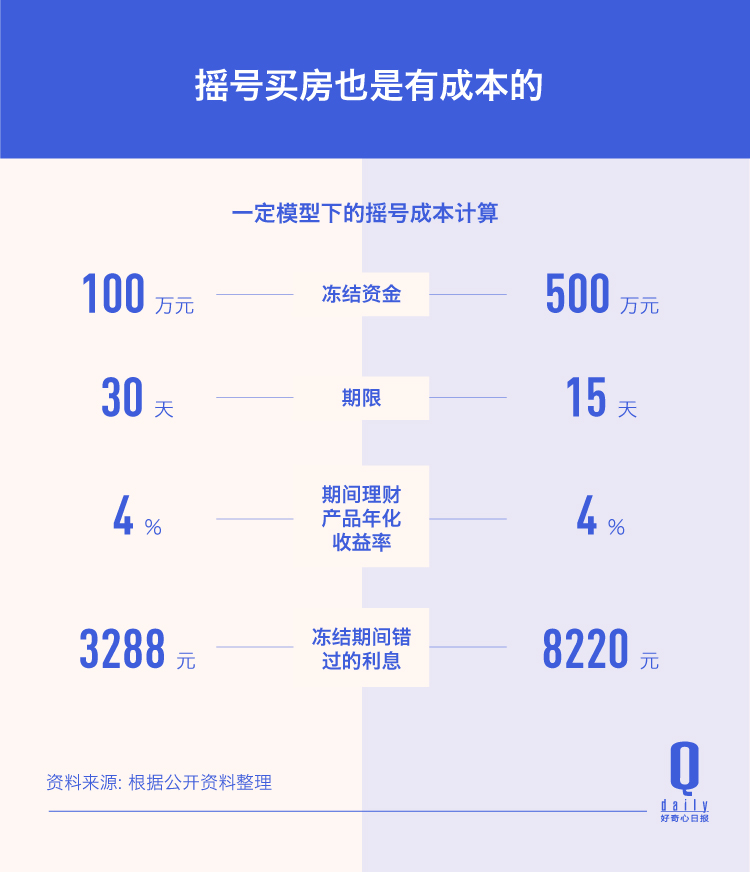 摇号买房也是有成本的
一定模型下的摇号成本计算
100 万元 冻结资金 500 万元
30 天 期限 15 天
4 % 期间理财 4 %
产品年化
收益率
3288 元 冻结期间错 8220 元
过的利息
资料来源: 根据公开资料整理
Q
daily
好奇心日报